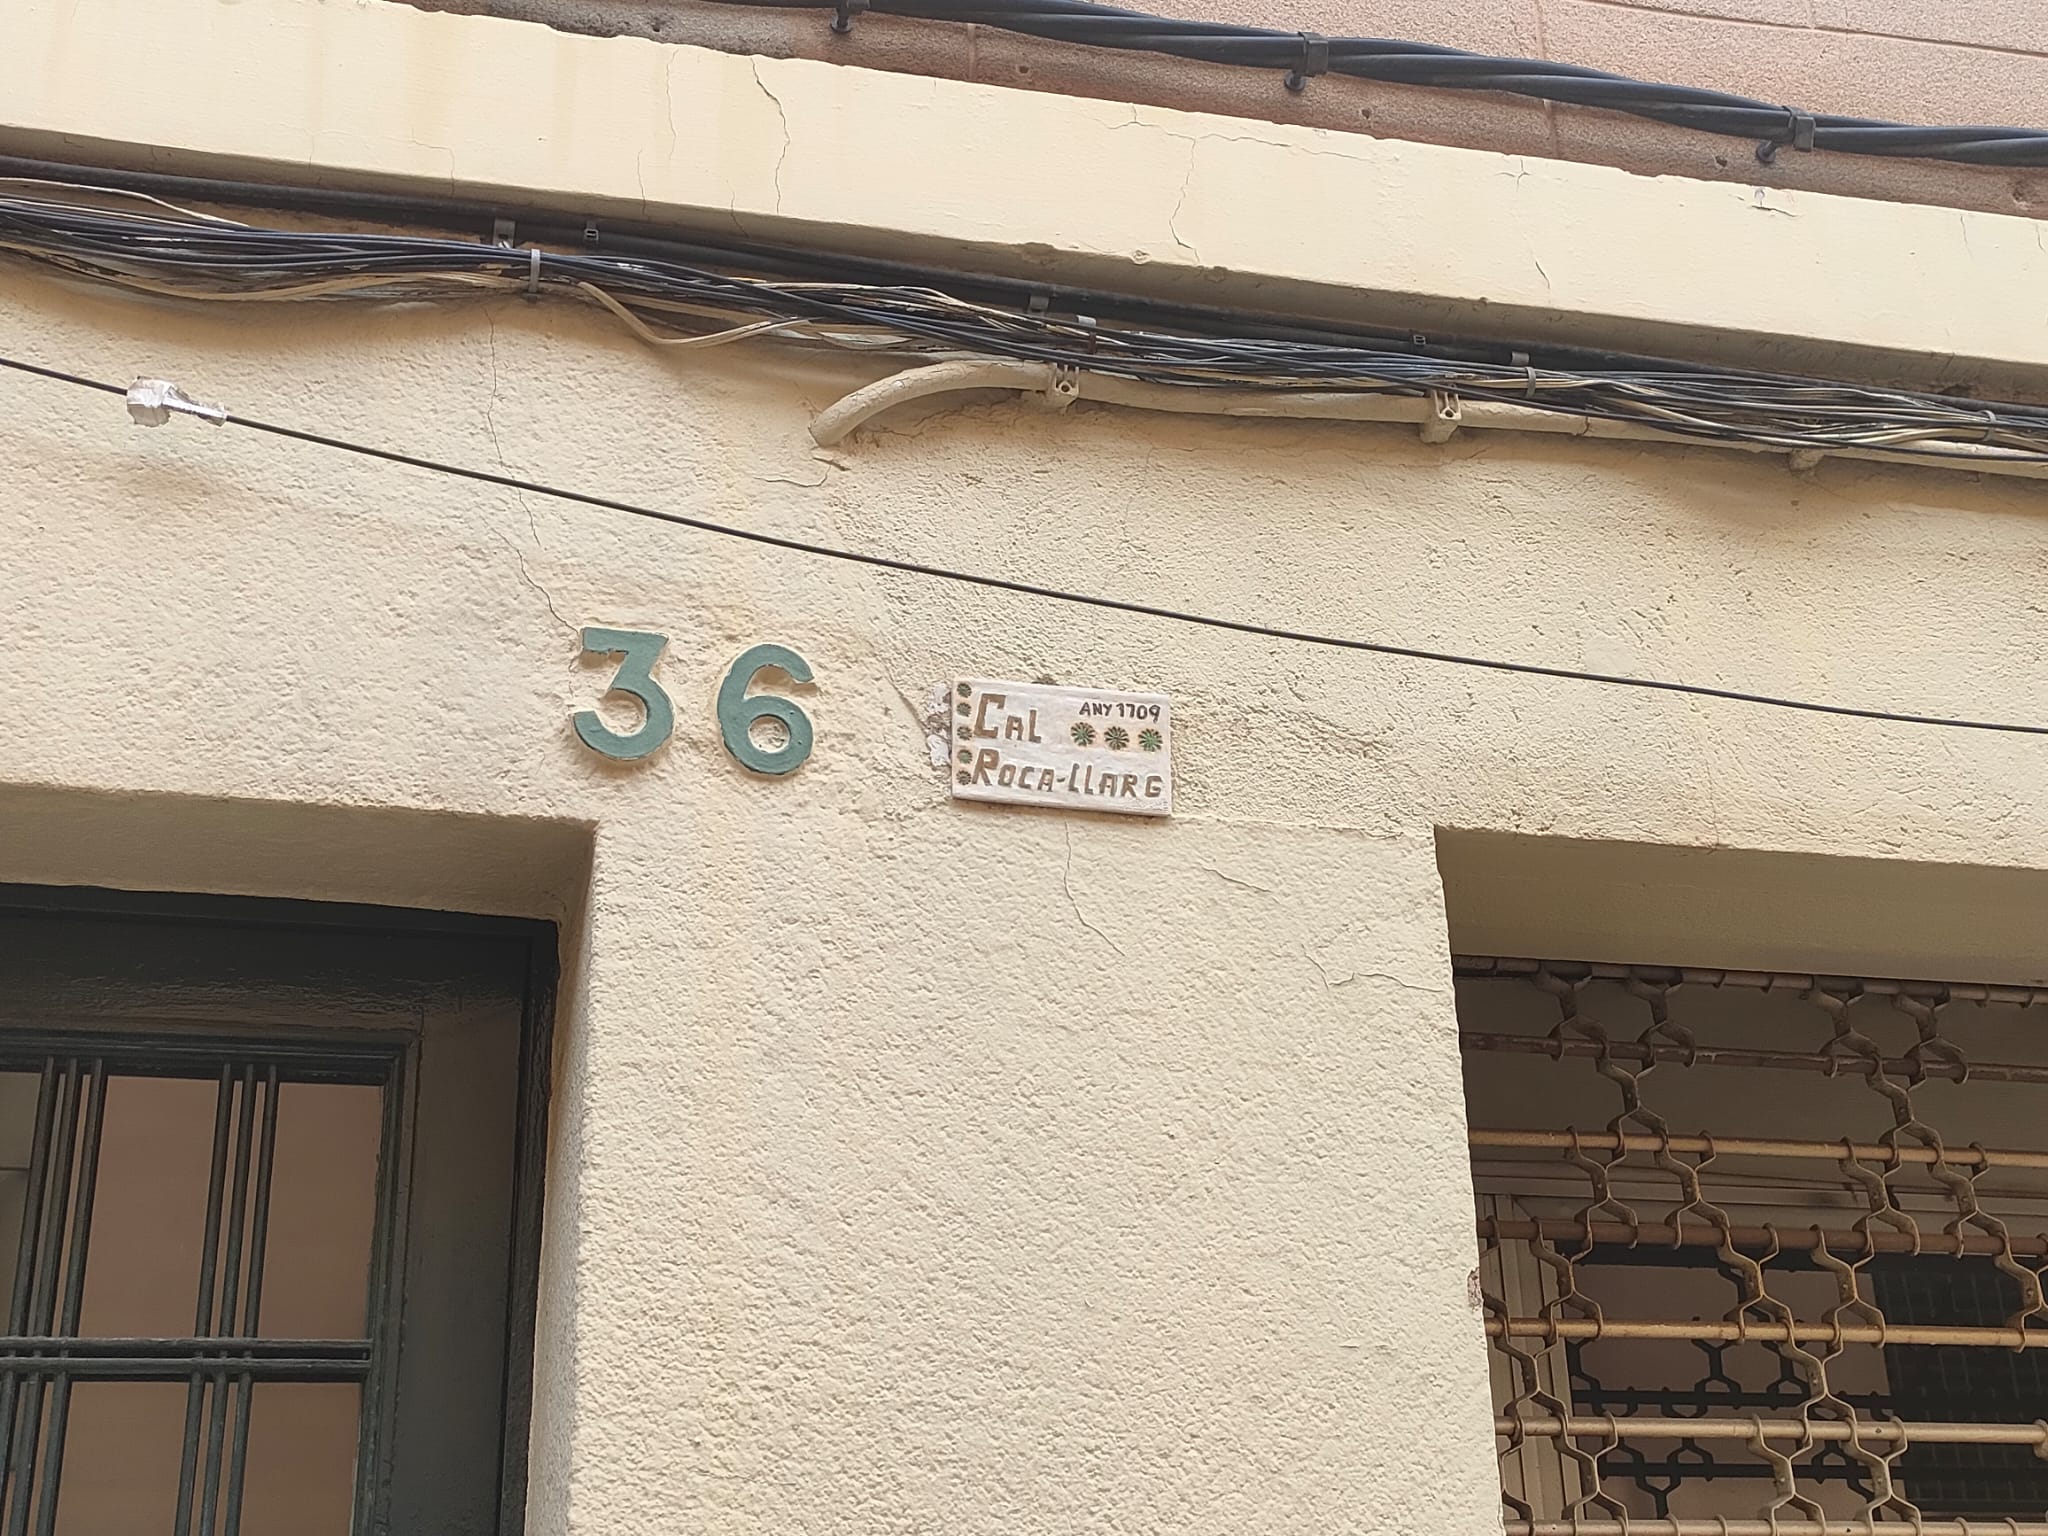 36
CAL ANY 1709
ROCA-LLARG